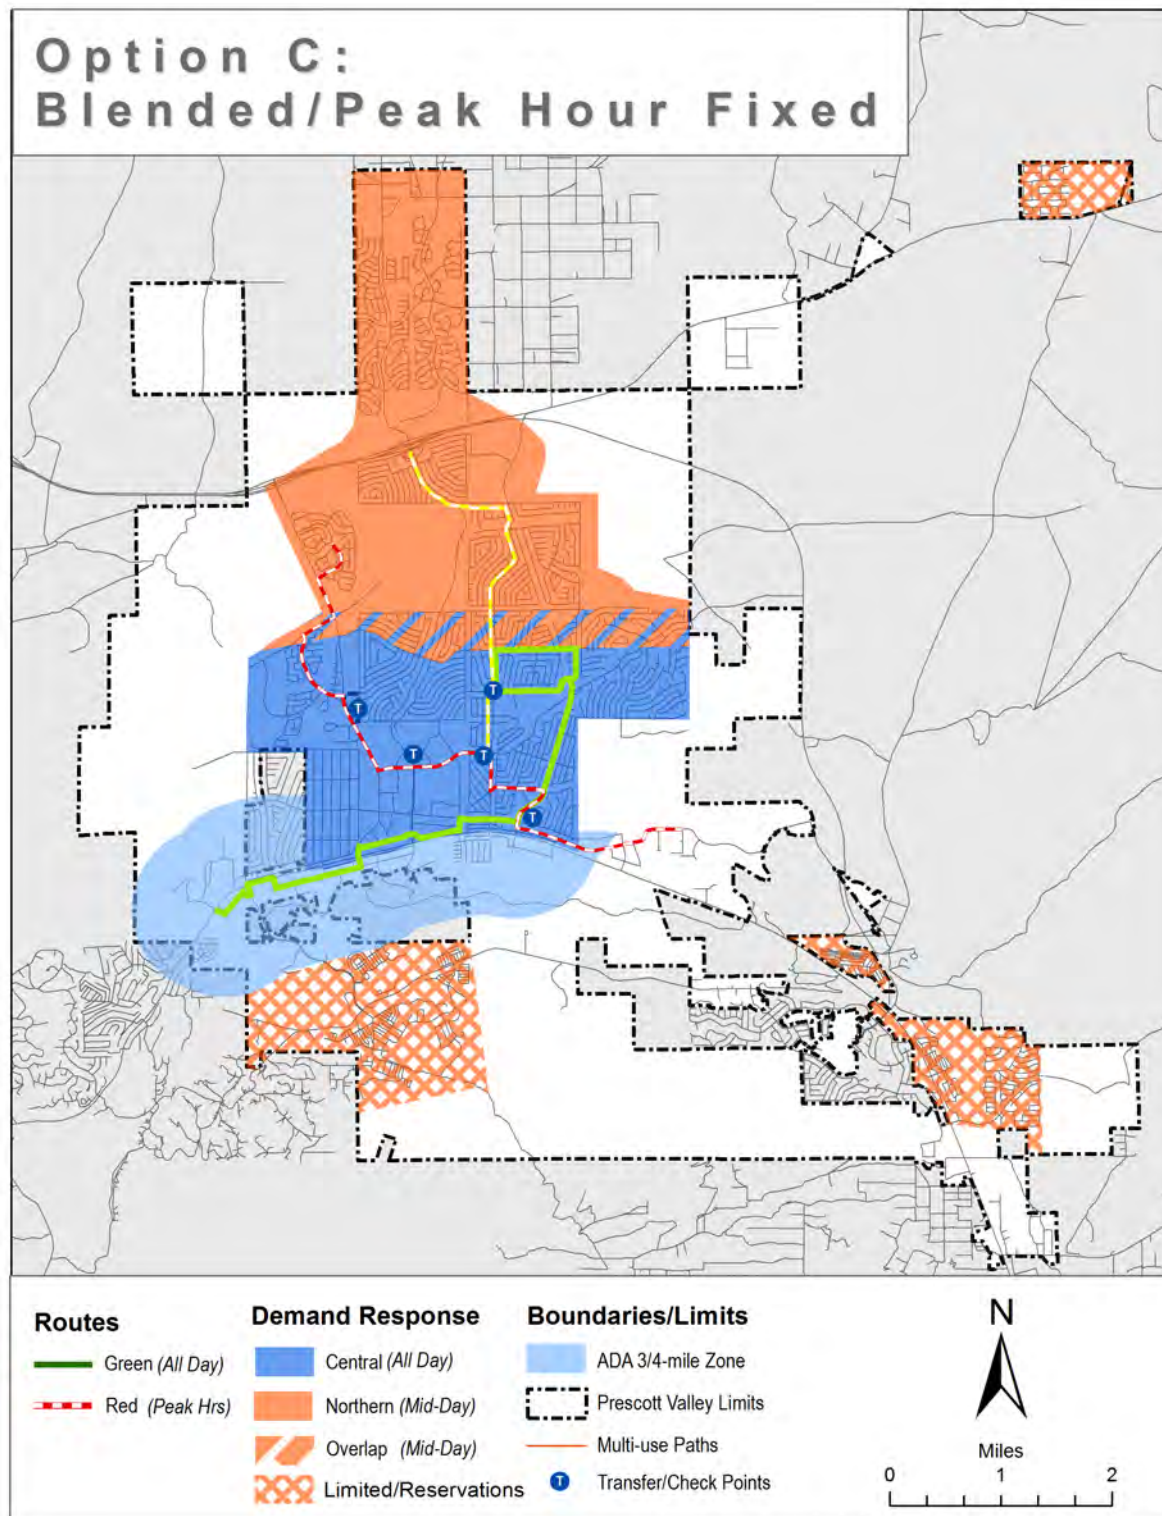 Option C:
Blended/Peak Hour Fixed
T
T
T
T
T
Routes
Green (All Day)
Red (Peak Hrs)
Demand Response
Central (All Day)
Northern (Mid-Day)
Overlap (Mid-Day)
Limited/Reservations
Boundaries/Limits
ADA 3/4-mile Zone
Prescott Valley Limits
Multi-use Paths
T Transfer/Check Points
N
Miles
0 1 2